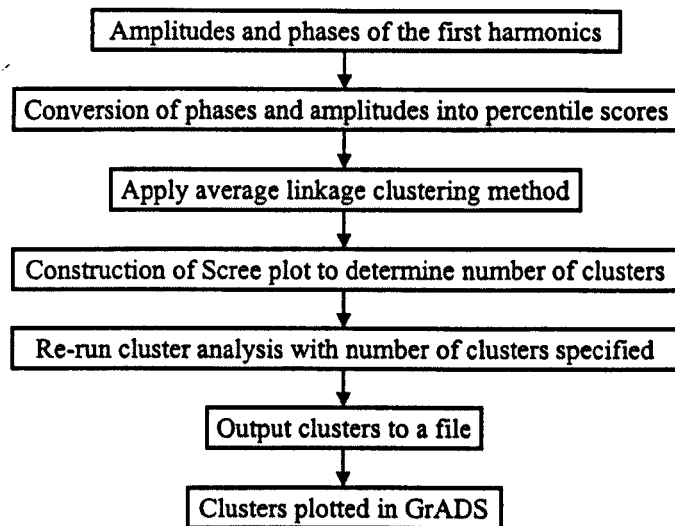 Amplitudes and phases of the first harmonics
Conversion of phases and amplitudes into percentile scores
Apply average linkage clustering method
Construction of Scree plot to determine number of clusters
Re-run cluster analysis with number of clusters specified
Output clusters to a file
Clusters plotted in GrADS